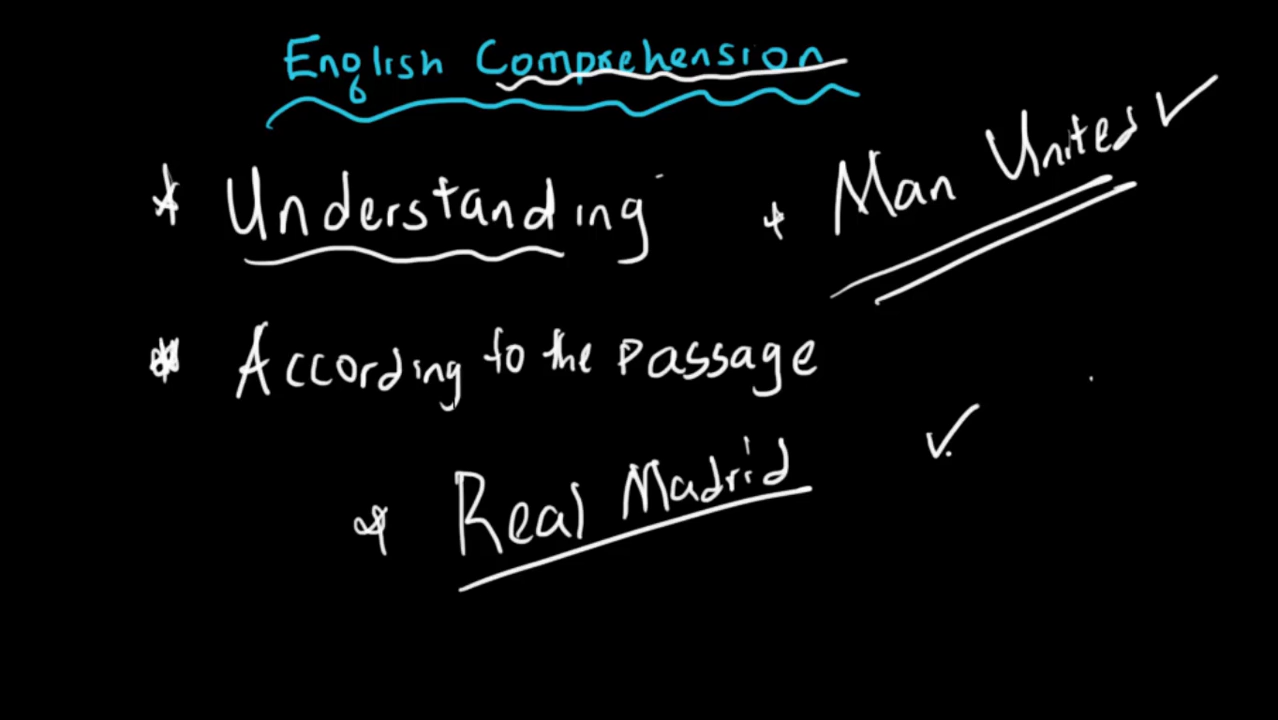 English Comprehension
* Understanding
+ Man United ✓
* According to the Passage
* Real Madrid ✓